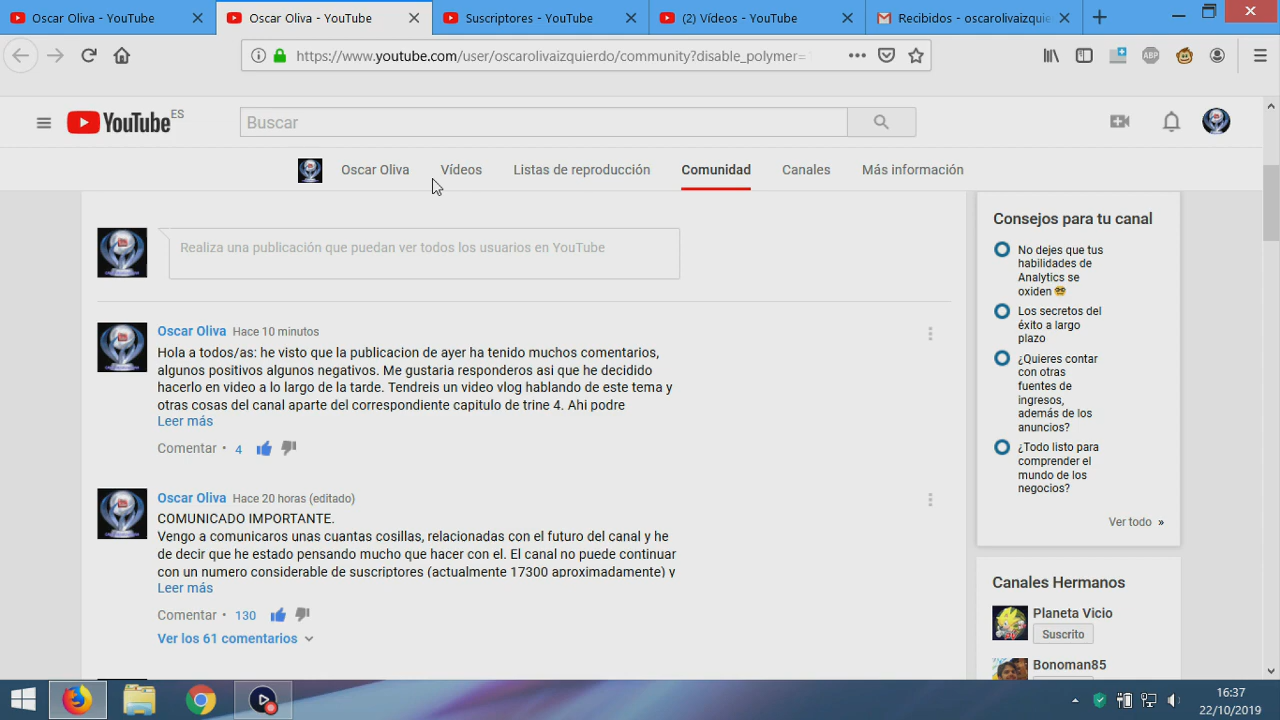 Oscar Oliva - YouTube
Oscar Oliva - YouTube
Suscriptores - YouTube
(2) Vídeos - YouTube
Recibidos - oscarolivaizquie
https://www.youtube.com/user/oscarolivaizquierdo/community?disable_polymer=
ABP
YouTube ES
Buscar
Oscar Oliva
Vídeos
Listas de reproducción
Comunidad
Canales
Más información
Realiza una publicación que puedan ver todos los usuarios en YouTube
Oscar Oliva Hace 10 minutos
Hola a todos/as: he visto que la publicacion de ayer ha tenido muchos comentarios,
algunos positivos algunos negativos. Me gustaria responderos asi que he decidido
hacerlo en video a lo largo de la tarde. Tendreis un video vlog hablando de este tema y
otras cosas del canal aparte del correspondiente capitulo de trine 4. Ahi podre
Leer más
Comentar • 4
Oscar Oliva Hace 20 horas (editado)
COMUNICADO IMPORTANTE.
Vengo a comunicaros unas cuantas cosillas, relacionadas con el futuro del canal y he
de decir que he estado pensando mucho que hacer con el. El canal no puede continuar
con un numero considerable de suscriptores (actualmente 17300 aproximadamente) y
Leer más
Comentar • 130
Ver los 61 comentarios
Consejos para tu canal
No dejes que tus
habilidades de
Analytics se
oxiden
Los secretos del
éxito a largo
plazo
¿Quieres contar
con otras
fuentes de
ingresos,
además de los
anuncios?
¿Todo listo para
comprender el
mundo de los
negocios?
Ver todo »
Canales Hermanos
Planeta Vicio
Suscrito
Bonoman85
16:37
22/10/2019